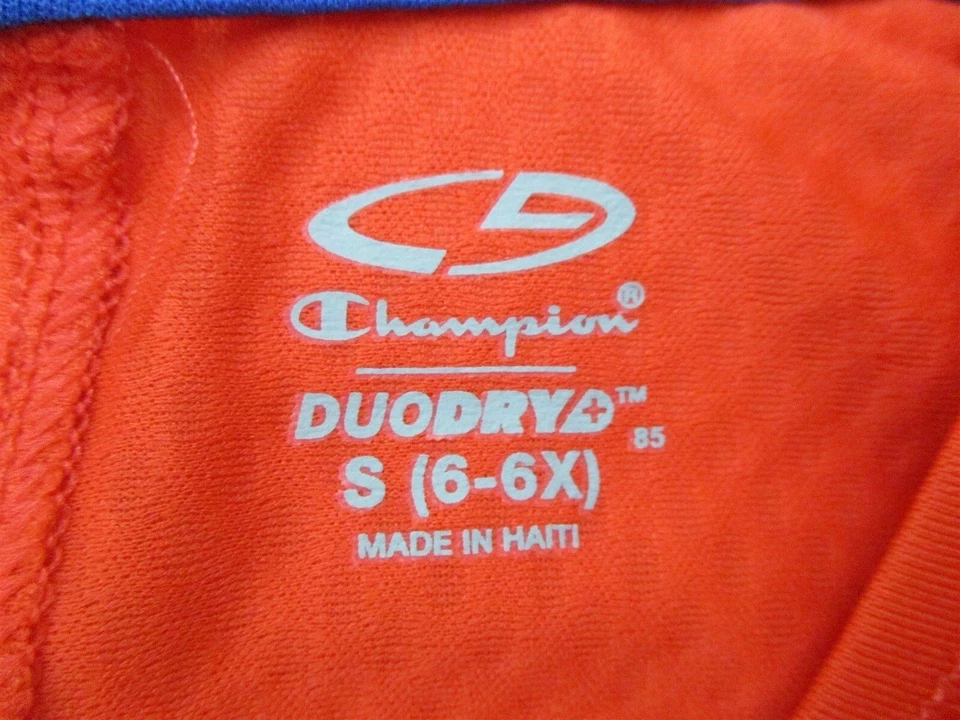 Champion®
DUODRY+™
85
S (6-6X)
MADE IN HAITI